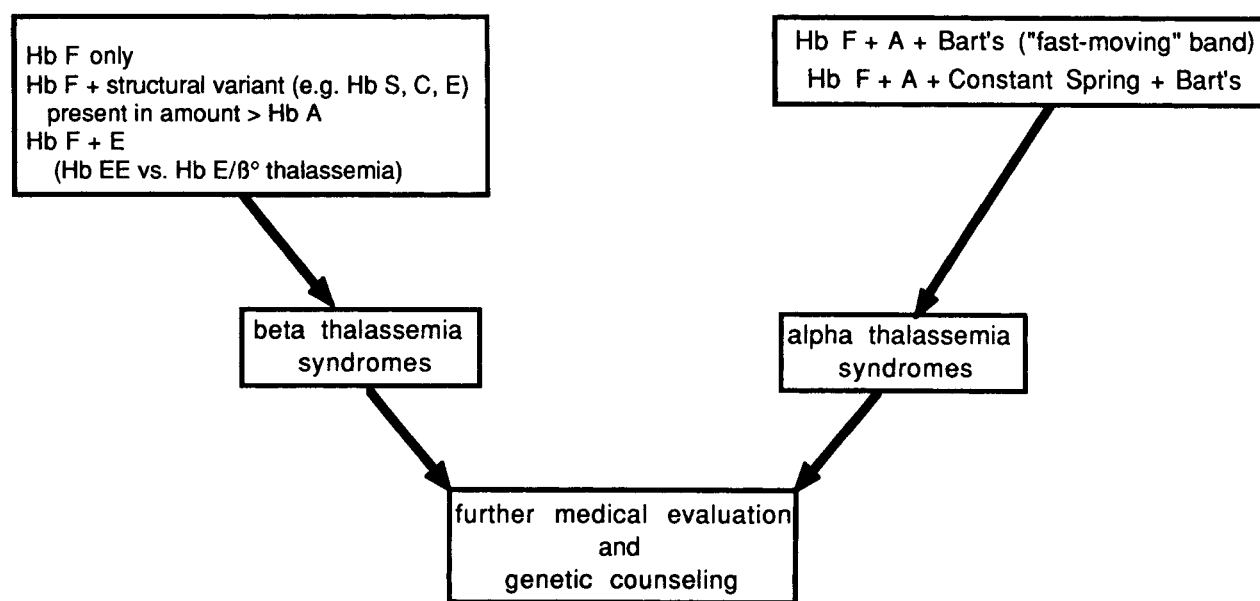 Hb F only
Hb F + structural variant (e.g. Hb S, C, E)
present in amount > Hb A
Hb F + E
(Hb EE vs. Hb E/β° thalassemia)
Hb F + A + Bart's ("fast-moving" band)
Hb F + A + Constant Spring + Bart's
beta thalassemia
syndromes
alpha thalassemia
syndromes
further medical evaluation
and
genetic counseling